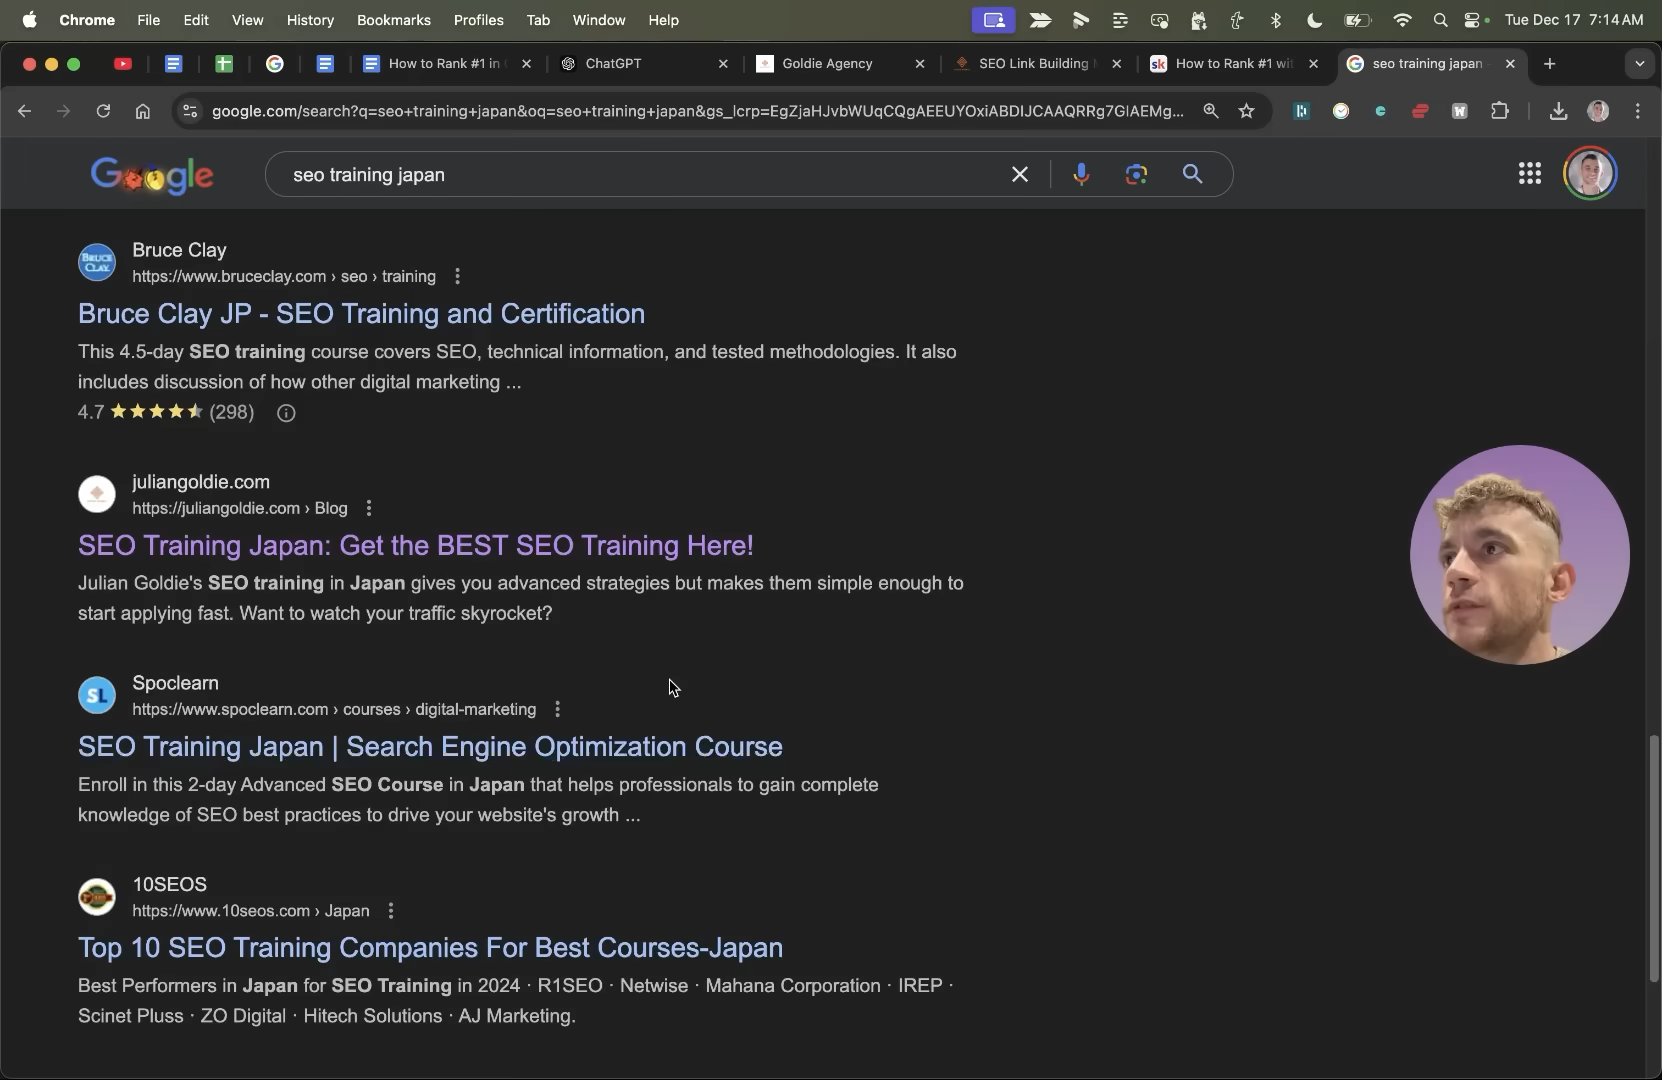 Chrome File Edit View History Bookmarks Profiles Tab Window Help Tue Dec 17 7:14 AM
How to Rank #1 in ChatGPT Goldie Agency SEO Link Building How to Rank #1 wit seo training japan
google.com/search?q=seo+training+japan&oq=seo+training+japan&gs_lcrp=EgZjaHJvbWUqCQgAEEUYOxiABDIJCAAQRRg7GIAEMg...
Google seo training japan
Bruce Clay
https://www.bruceclay.com › seo › training
Bruce Clay JP - SEO Training and Certification
This 4.5-day SEO training course covers SEO, technical information, and tested methodologies. It also
includes discussion of how other digital marketing ...
4.7 (298)
juliangoldie.com
https://juliangoldie.com › Blog
SEO Training Japan: Get the BEST SEO Training Here!
Julian Goldie's SEO training in Japan gives you advanced strategies but makes them simple enough to
start applying fast. Want to watch your traffic skyrocket?
SL Spoclearn
https://www.spoclearn.com › courses › digital-marketing
SEO Training Japan | Search Engine Optimization Course
Enroll in this 2-day Advanced SEO Course in Japan that helps professionals to gain complete
knowledge of SEO best practices to drive your website's growth ...
10SEOS
https://www.10seos.com › Japan
Top 10 SEO Training Companies For Best Courses-Japan
Best Performers in Japan for SEO Training in 2024 · R1SEO · Netwise · Mahana Corporation · IREP ·
Scinet Pluss · ZO Digital · Hitech Solutions · AJ Marketing.